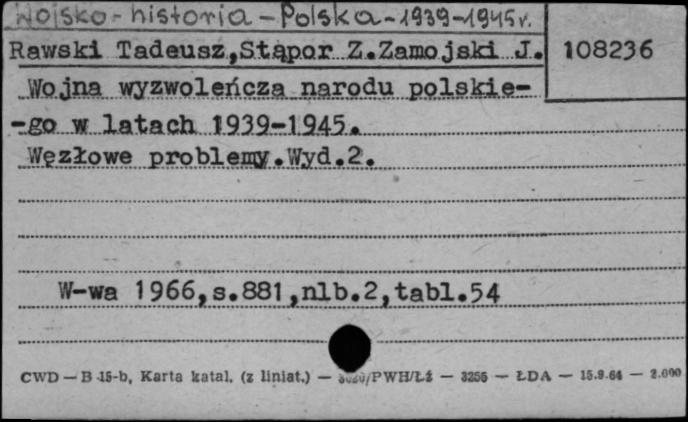 Wojsko - historia - Polska - 1939-1945r.
Rawski Tadeusz,Stąpor Z.Zamojski J.
108236
Wojna wyzwoleńcza narodu polskie-
-go w latach 1939-1945.
Węzłowe problemy.Wyd.2.
W-wa 1966,s.881,nlb.2,tabl.54
CWD — B 15-b, Karta katal. (z liniat.) — /PWH/Łź — 3256 — ŁDA — 15.9.64 — 2.000